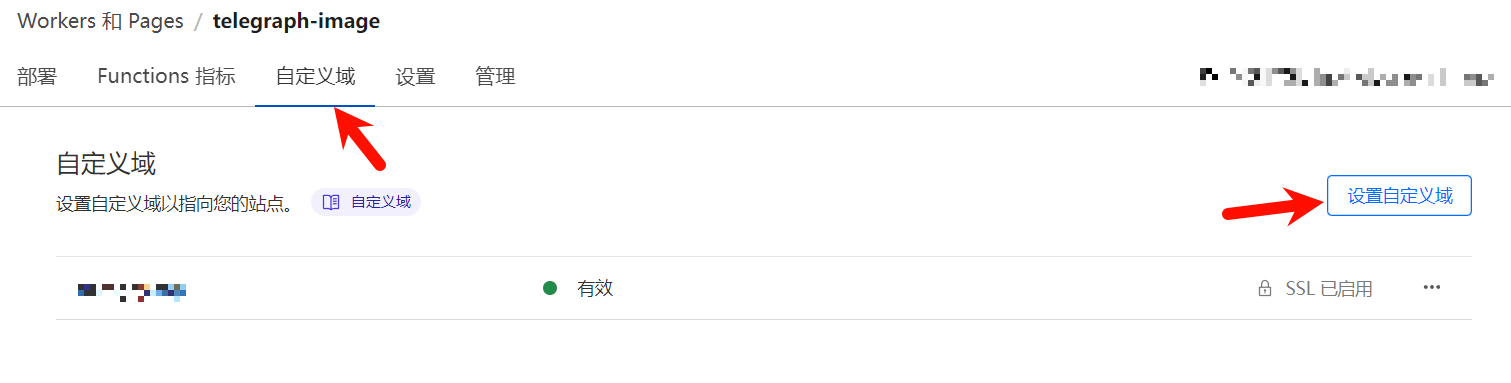 Workers 和 Pages / telegraph-image
部署 Functions 指标 自定义域 设置 管理
自定义域
设置自定义域以指向您的站点。 自定义域
设置自定义域
有效 SSL 已启用